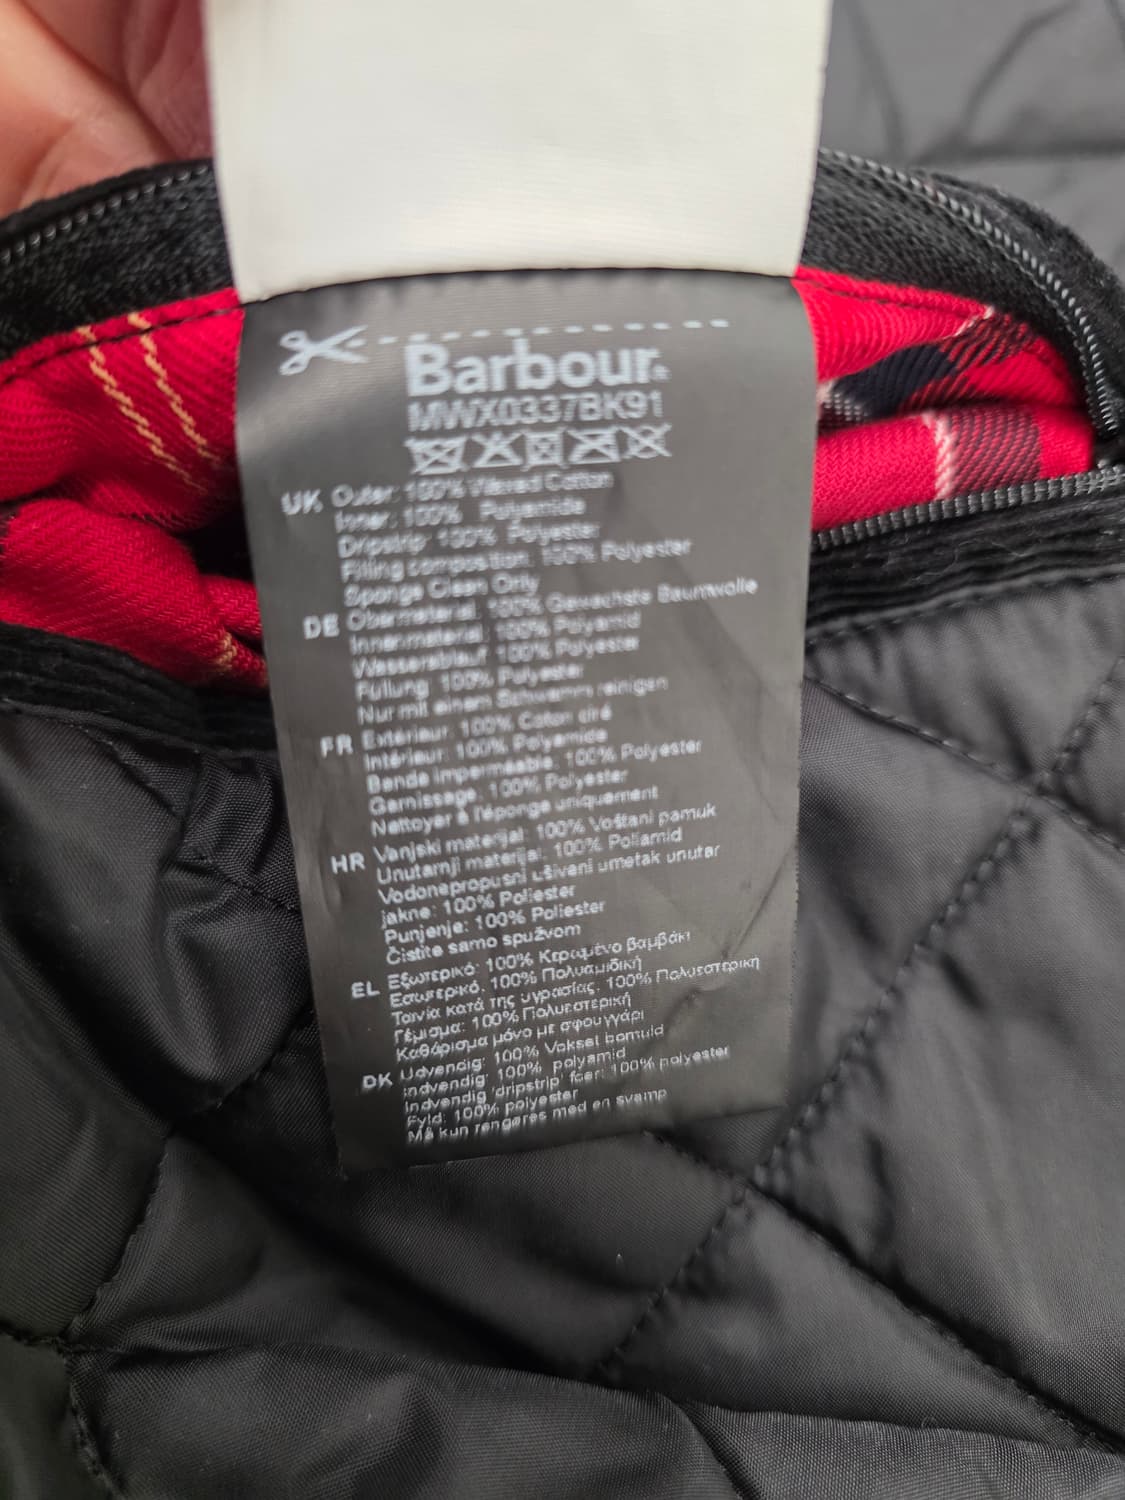 Barbour
MWX0337BK91
UK Outer: 100% Waxed Cotton
Inner: 100% Polyamide
Dripstrip: 100% Polyester
Filling composition: 100% Polyester
Sponge Clean Only
DE Obermaterial: 100% Gewachste Baumwolle
Innenmaterial: 100% Polyamid
Wasserablauf: 100% Polyester
Füllung: 100% Polyester
Nur mit einem Schwamm reinigen
FR Extérieur: 100% Coton ciré
Intérieur: 100% Polyamide
Bande imperméable: 100% Polyester
Garnissage: 100% Polyester
Nettoyer à l'éponge uniquement
HR Vanjski materijal: 100% Voštani pamuk
Unutarnji materijal: 100% Poliamid
Vodonepropusni ušivani umetak unutar
jakne: 100% Poliester
Punjenje: 100% Poliester
Čistite samo spužvom
EL Εξωτερικό: 100% Κερωμένο βαμβάκι
Εσωτερικό: 100% Πολυαμιδική
Ταινία κατά της υγρασίας: 100% Πολυεστερική
Γέμισμα: 100% Πολυεστερική
Καθάρισμα μόνο με σφουγγάρι
DK Udvendig: 100% Vokset bomuld
Indvendig: 100% polyamid
Indvendig 'dripstrip' foer: 100% polyester
Fyld: 100% polyester
Må kun rengøres med en svamp